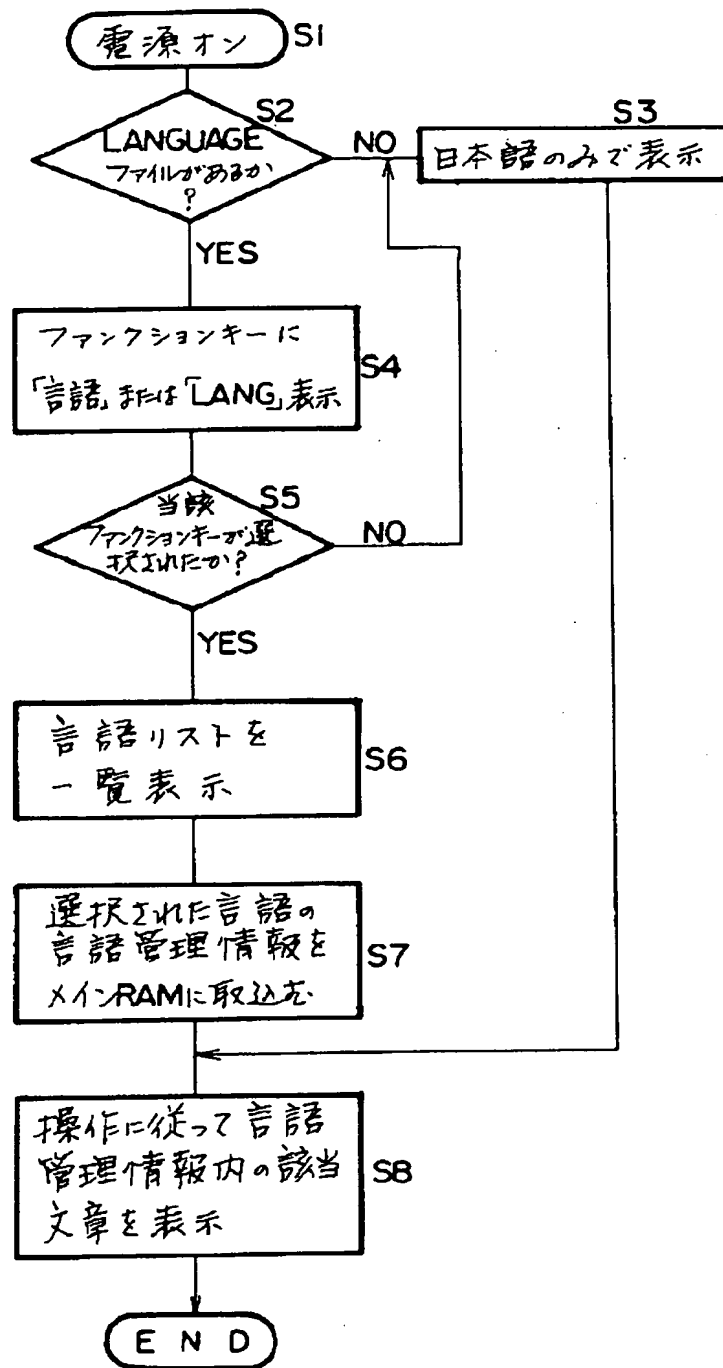 電源オン
S1
S2
LANGUAGE
ファイルがあるか
?
NO
S3
日本語のみで表示
YES
ファンクションキーに
「言語」または「LANG」表示
S4
S5
当該
ファンクションキーが選
択されたか?
NO
YES
言語リストを
一覧表示
S6
選択された言語の
言語管理情報を
メインRAMに取込む
S7
操作に従って言語
管理情報内の該当
文章を表示
S8
END